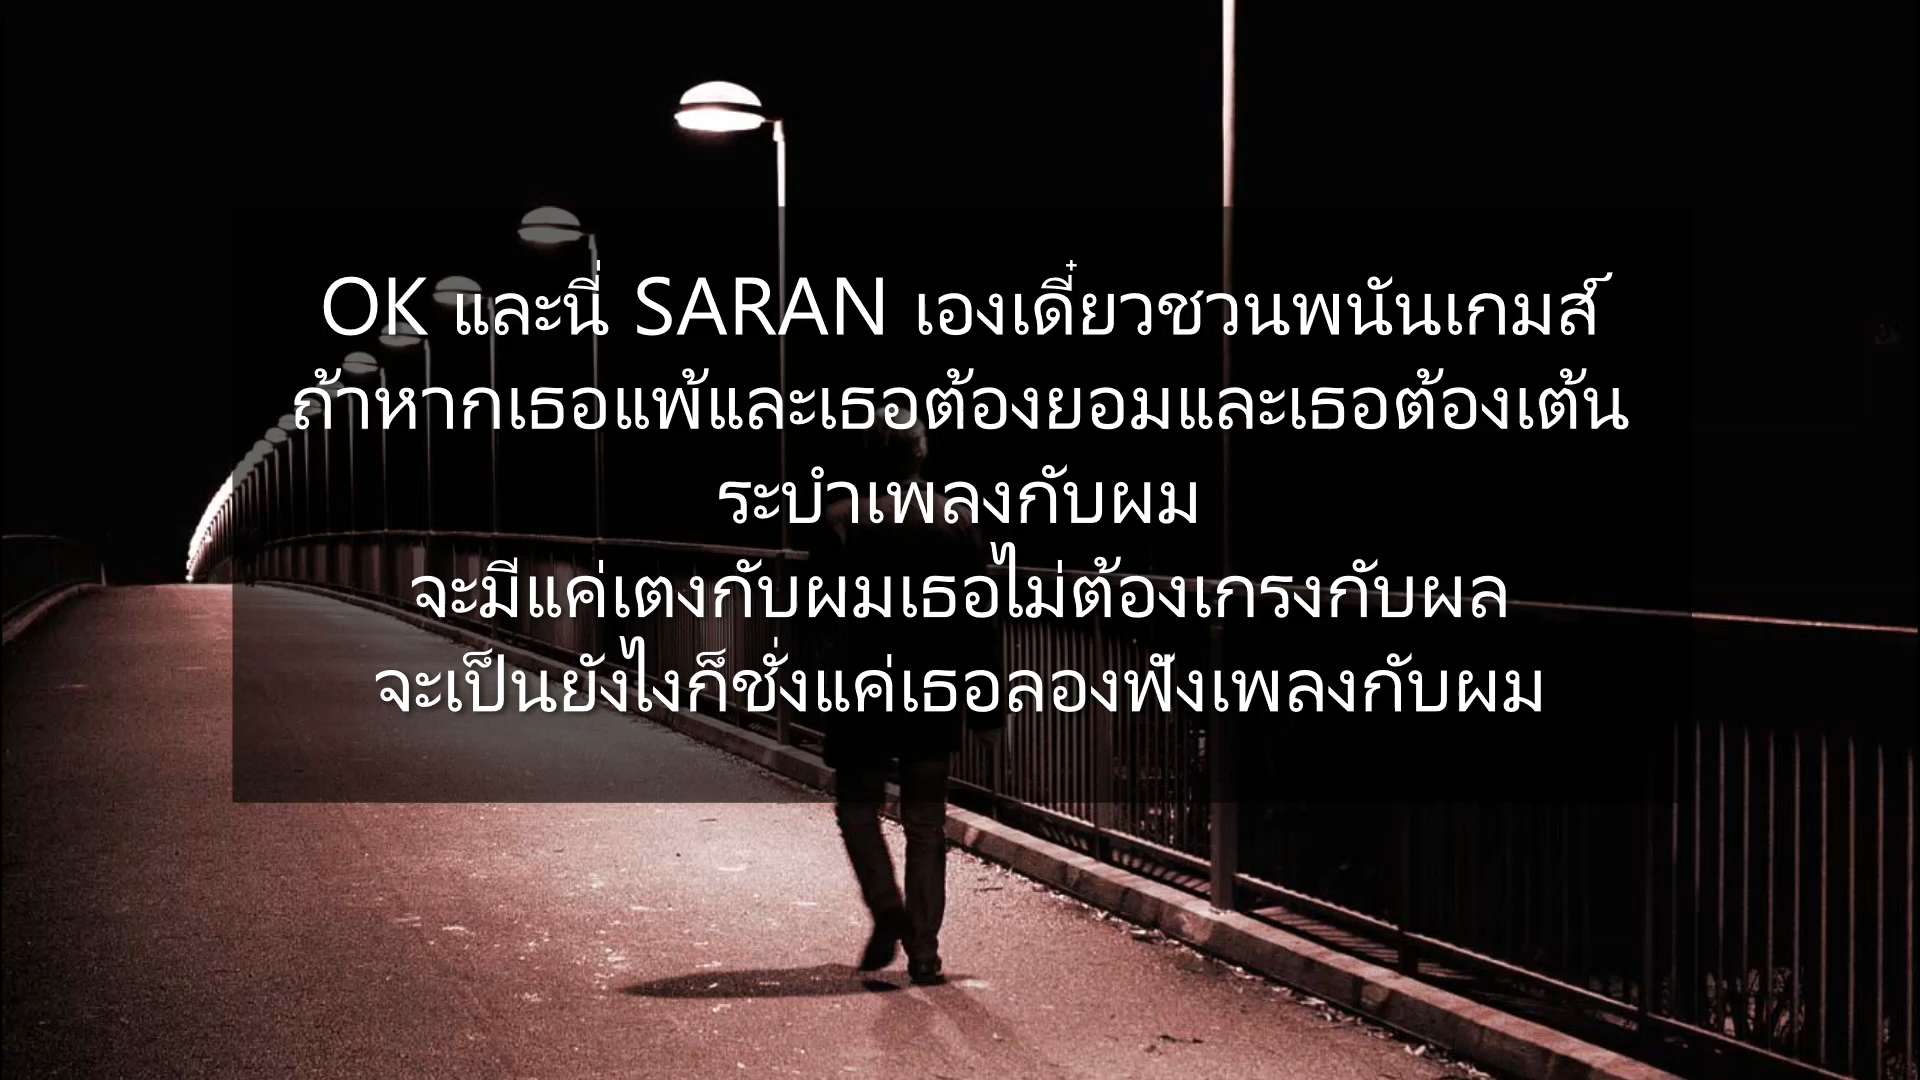 OK และนี่ SARAN เองเดี๋ยวชวนพนันเกมส์
ถ้าหากเธอแพ้และเธอต้องยอมและเธอต้องเต้น
ระบำเพลงกับผม
จะมีแค่เตงกับผมเธอไม่ต้องเกรงกับผล
จะเป็นยังไงก็ชั่งแค่เธอลองฟังเพลงกับผม